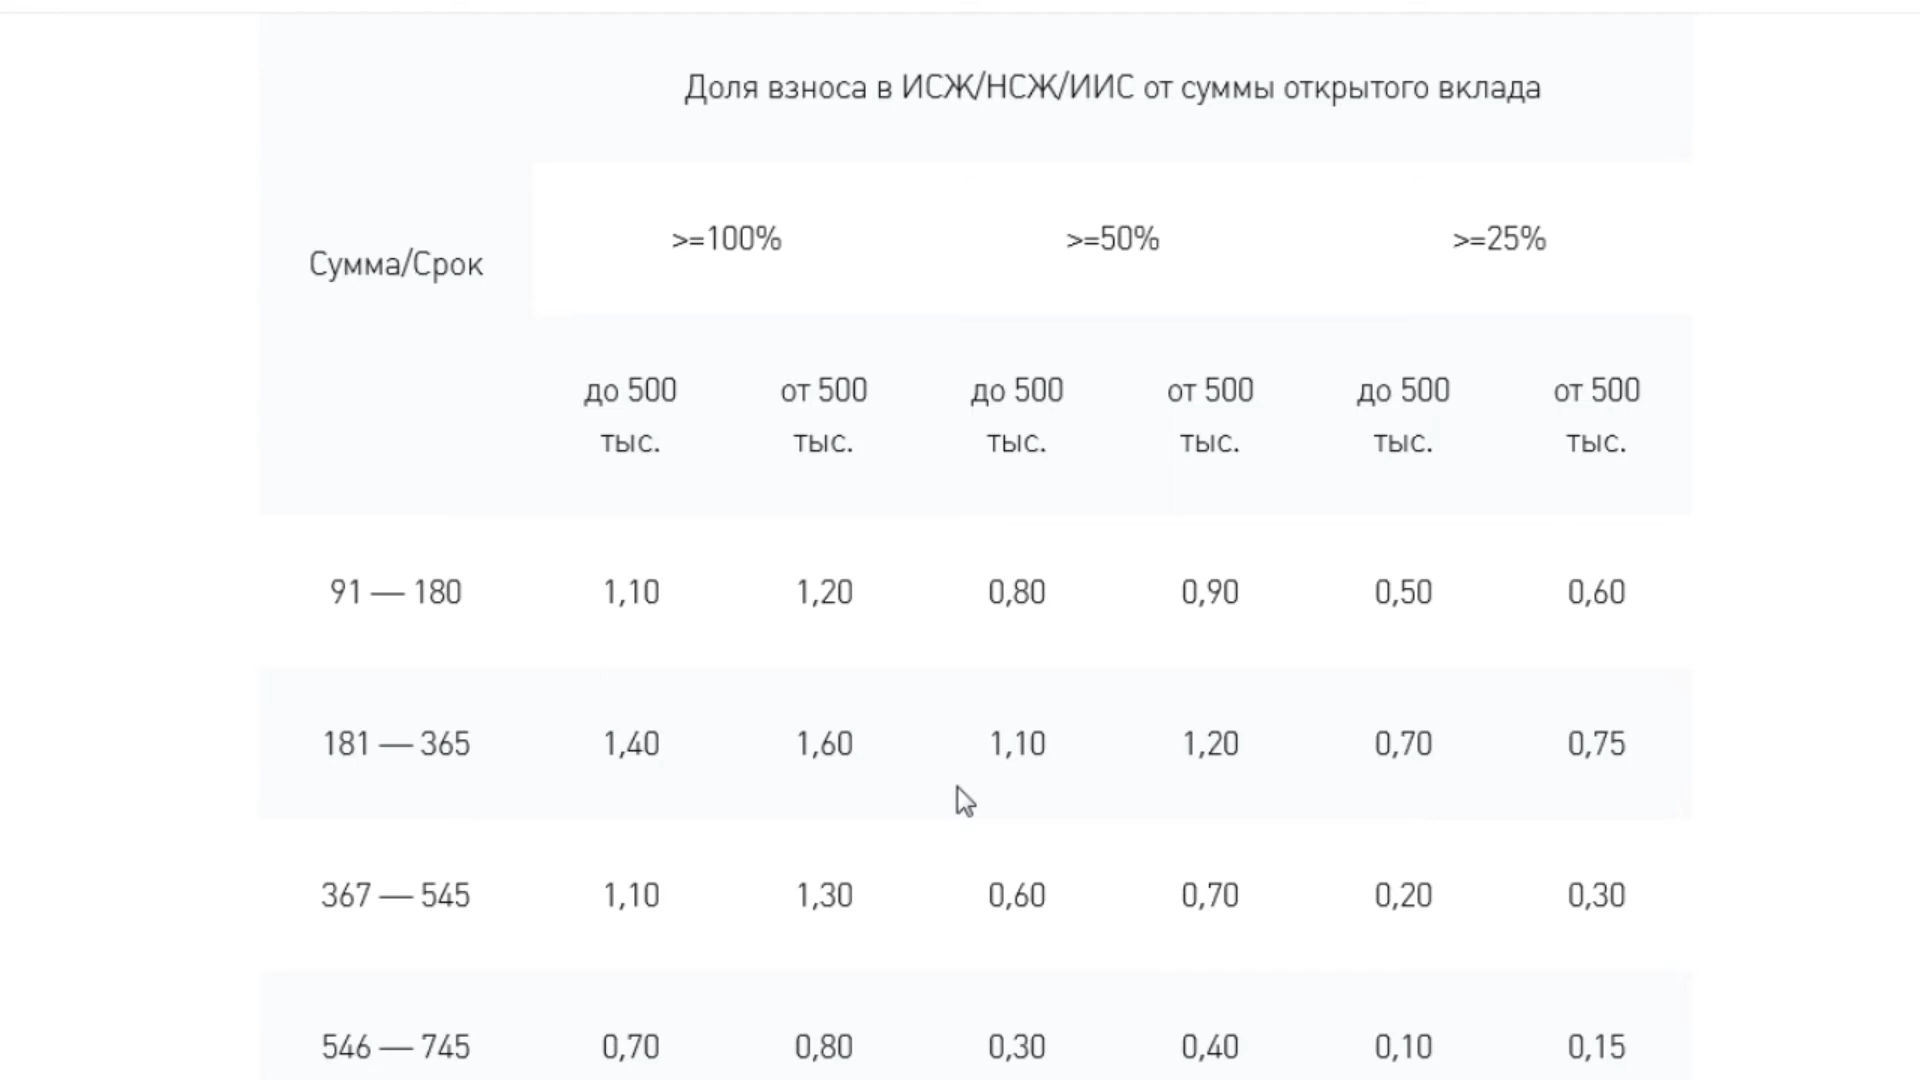 Доля взноса в ИСЖ/НСЖ/ИИС от суммы открытого вклада
Сумма/Срок
>=100% >=50% >=25%
до 500 тыс. от 500 тыс. до 500 тыс. от 500 тыс. до 500 тыс. от 500 тыс.
91 — 180 1,10 1,20 0,80 0,90 0,50 0,60
181 — 365 1,40 1,60 1,10 1,20 0,70 0,75
367 — 545 1,10 1,30 0,60 0,70 0,20 0,30
546 — 745 0,70 0,80 0,30 0,40 0,10 0,15